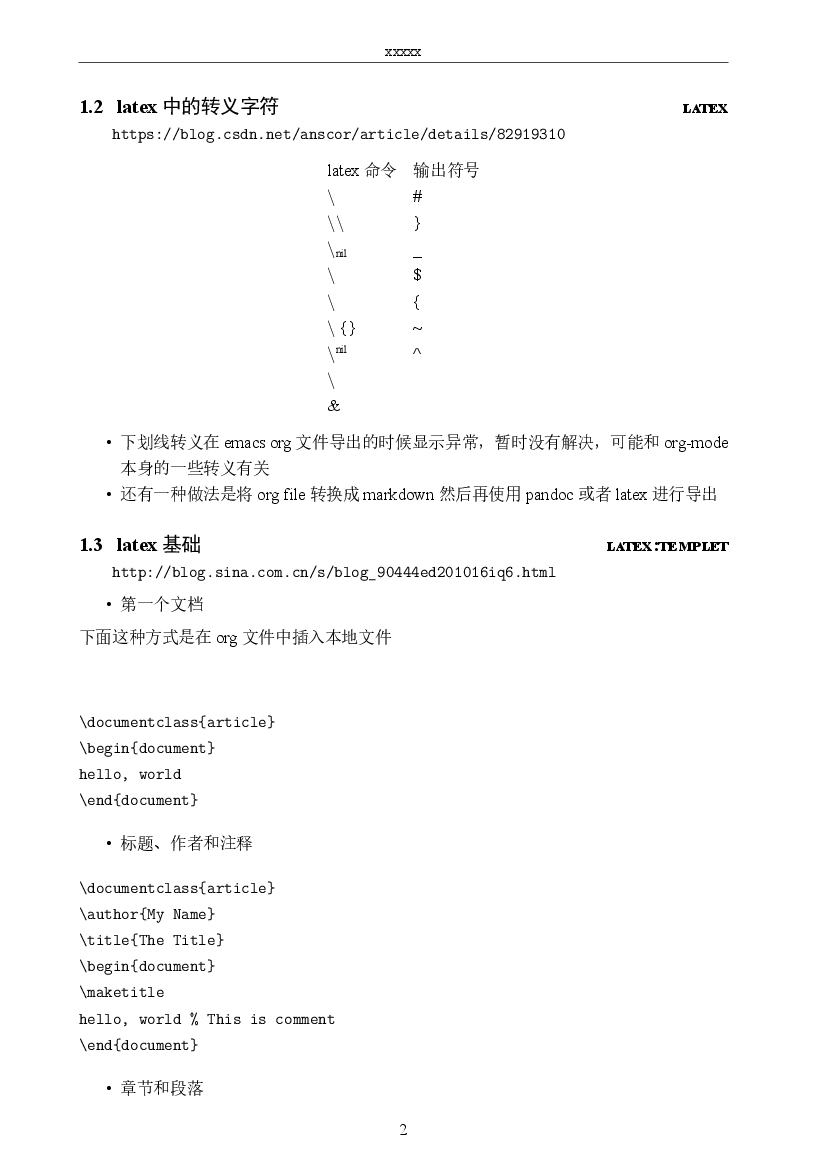 xxxxx
1.2 latex 中的转义字符 LATEX
https://blog.csdn.net/anscor/article/details/82919310
latex 命令 输出符号
\ #
\\ }
\nil _
\ $
\ {
\ {} ~
\nil ^
\
&
• 下划线转义在 emacs org 文件导出的时候显示异常，暂时没有解决，可能和 org-mode
本身的一些转义有关
• 还有一种做法是将 org file 转换成 markdown 然后再使用 pandoc 或者 latex 进行导出
1.3 latex 基础 LATEX:TEMPLET
http://blog.sina.com.cn/s/blog_90444ed201016iq6.html
• 第一个文档
下面这种方式是在 org 文件中插入本地文件
\documentclass{article}
\begin{document}
hello, world
\end{document}
• 标题、作者和注释
\documentclass{article}
\author{My Name}
\title{The Title}
\begin{document}
\maketitle
hello, world % This is comment
\end{document}
• 章节和段落
2